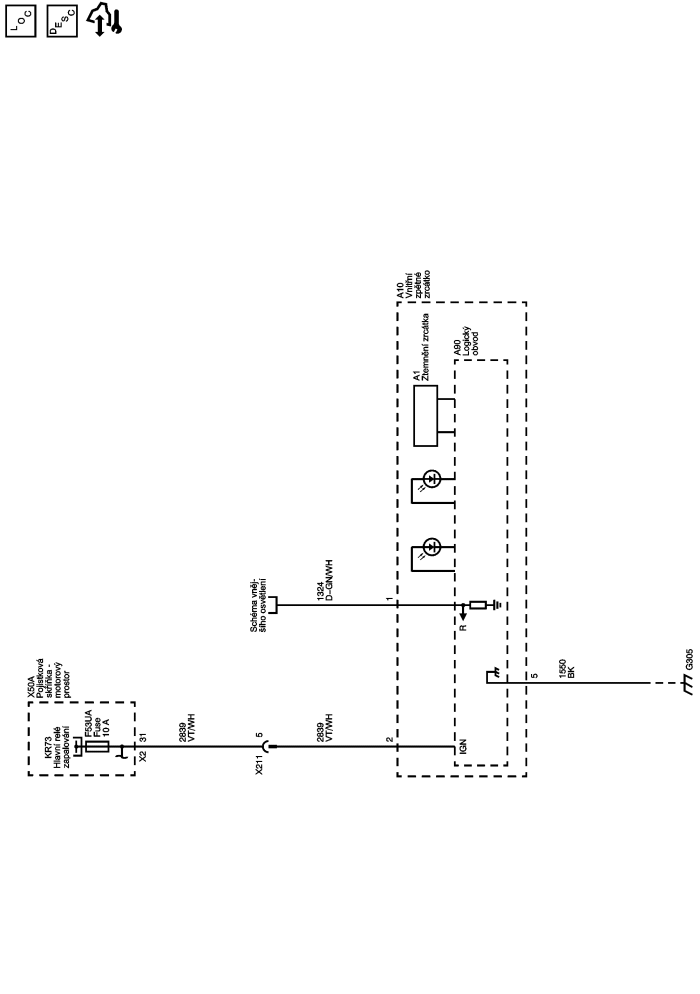 LOC
DESC
X50A
Pojistková
skříňka -
motorový
prostor
KR73
Hlavní relé
zapalování
F53UA
Fuse
10 A
X2
31
2839
VT/WH
X211
5
2839
VT/WH
2
IGN
Schéma vněj-
šího osvětlení
1324
D-GN/WH
1
R
A10
Vnitřní
zpětné
zrcátko
A1
Ztemnění zrcátka
A90
Logický
obvod
5
1550
BK
G305